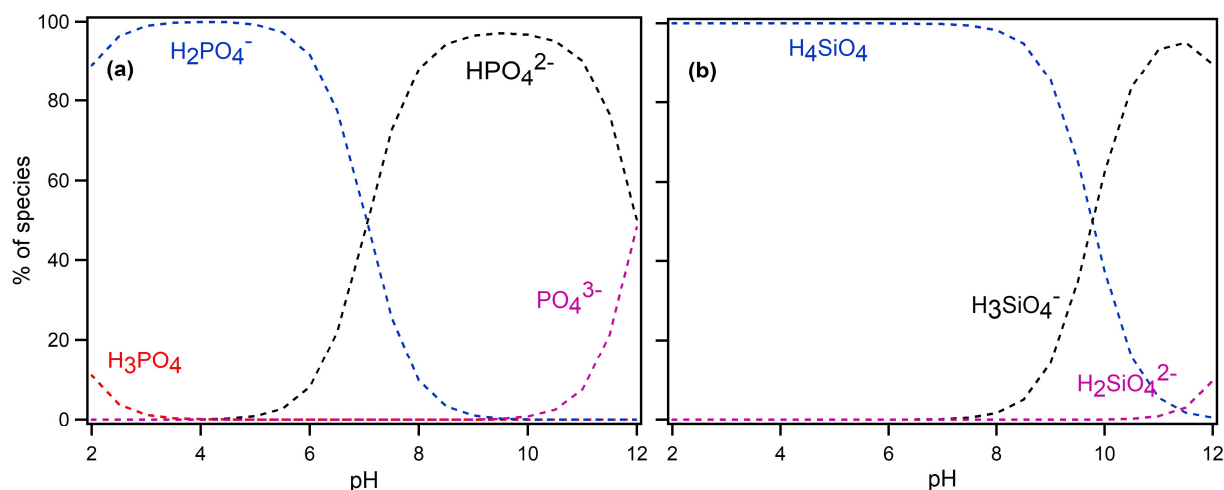 100
80
60
40
20
0
% of species
(a)
H₂PO₄⁻
HPO₄²⁻
H₃PO₄
PO₄³⁻
2 4 6 8 10 12
pH
(b)
H₄SiO₄
H₃SiO₄⁻
H₂SiO₄²⁻
2 4 6 8 10 12
pH